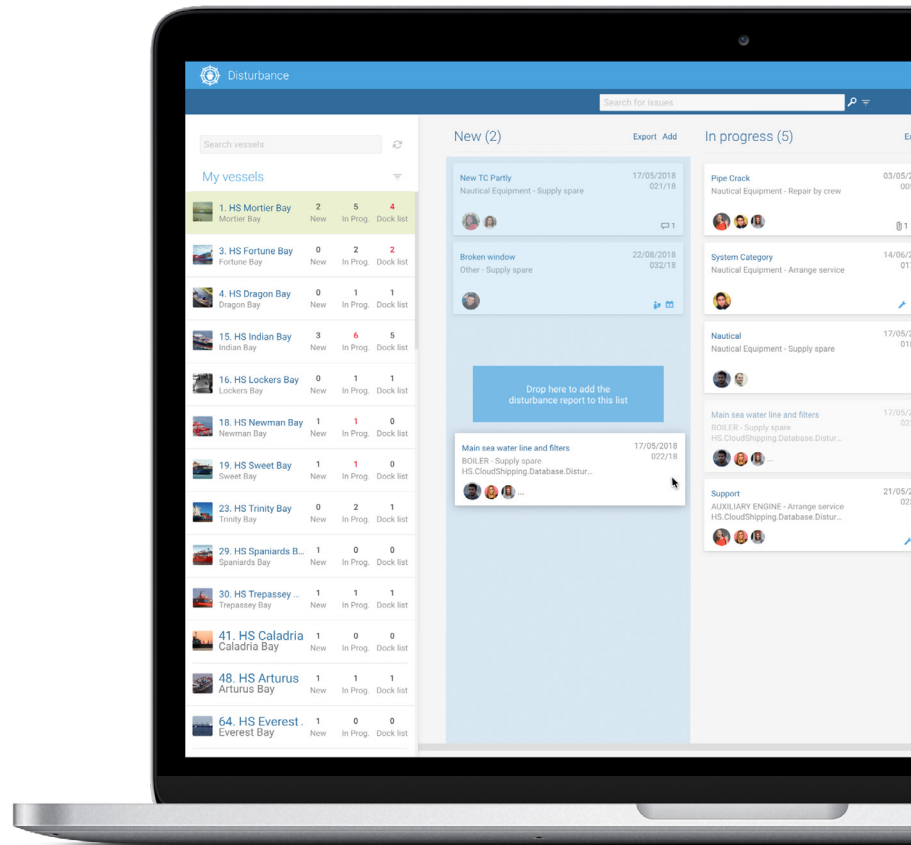 Disturbance
Search for issues
Search vessels
My vessels
1. HS Mortier Bay 2 5 4
Mortier Bay New In Prog. Dock list
3. HS Fortune Bay 0 2 2
Fortune Bay New In Prog. Dock list
4. HS Dragon Bay 0 1 1
Dragon Bay New In Prog. Dock list
15. HS Indian Bay 3 6 5
Indian Bay New In Prog. Dock list
16. HS Lockers Bay 0 1 1
Lockers Bay New In Prog. Dock list
18. HS Newman Bay 1 1 0
Newman Bay New In Prog. Dock list
19. HS Sweet Bay 1 1 0
Sweet Bay New In Prog. Dock list
23. HS Trinity Bay 0 2 1
Trinity Bay New In Prog. Dock list
29. HS Spaniards B... 1 0 0
Spaniards Bay New In Prog. Dock list
30. HS Trepassey ... 1 1 1
Trepassey Bay New In Prog. Dock list
41. HS Caladria 1 0 0
Caladria Bay New In Prog. Dock list
48. HS Arturus 1 1 1
Arturus Bay New In Prog. Dock list
64. HS Everest . 1 0 0
Everest Bay New In Prog. Dock list
New (2) Export Add
New TC Partly 17/05/2018
Nautical Equipment - Supply spare 021/18
1
Broken window 22/08/2018
Other - Supply spare 032/18
Drop here to add the
disturbance report to this list
Main sea water line and filters 17/05/2018
BOILER - Supply spare 022/18
HS.CloudShipping.Database.Distur...
...
In progress (5)
Pipe Crack 03/05/
Nautical Equipment - Repair by crew
1
System Category 14/06/
Nautical Equipment - Arrange service
Nautical 17/05/
Nautical Equipment - Supply spare
Main sea water line and filters 17/05/
BOILER - Supply spare
HS.CloudShipping.Database.Distur...
...
Support 21/05/
AUXILIARY ENGINE - Arrange service
HS.CloudShipping.Database.Distur...